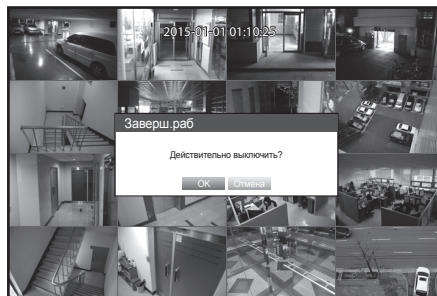 2015-01-01 01:10:25
Заверш.раб
Действительно выключить?
OK Отмена